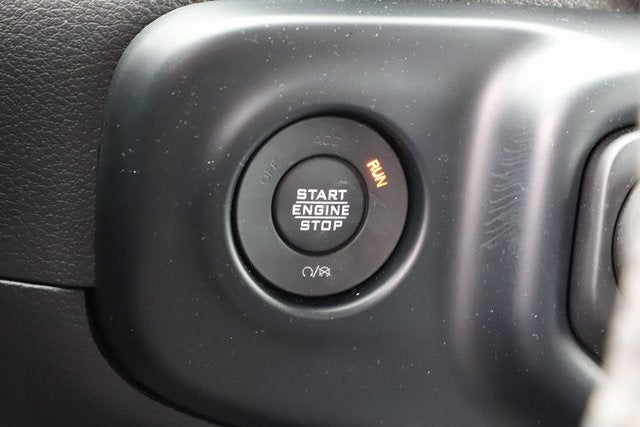 OFF
ACC
RUN
START
ENGINE
STOP